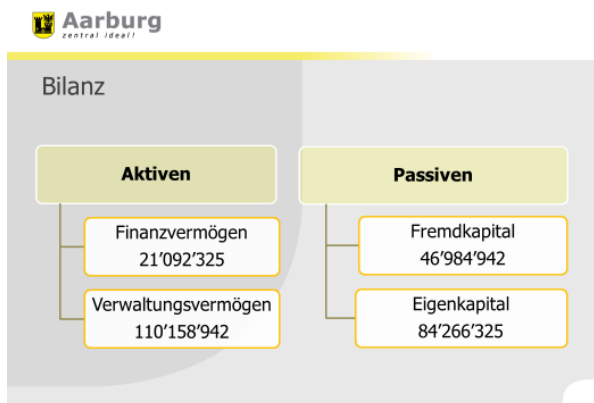 Aarburg
zentral ideal!
Bilanz
Aktiven
Finanzvermögen
21’092’325
Verwaltungsvermögen
110’158’942
Passiven
Fremdkapital
46’984’942
Eigenkapital
84’266’325